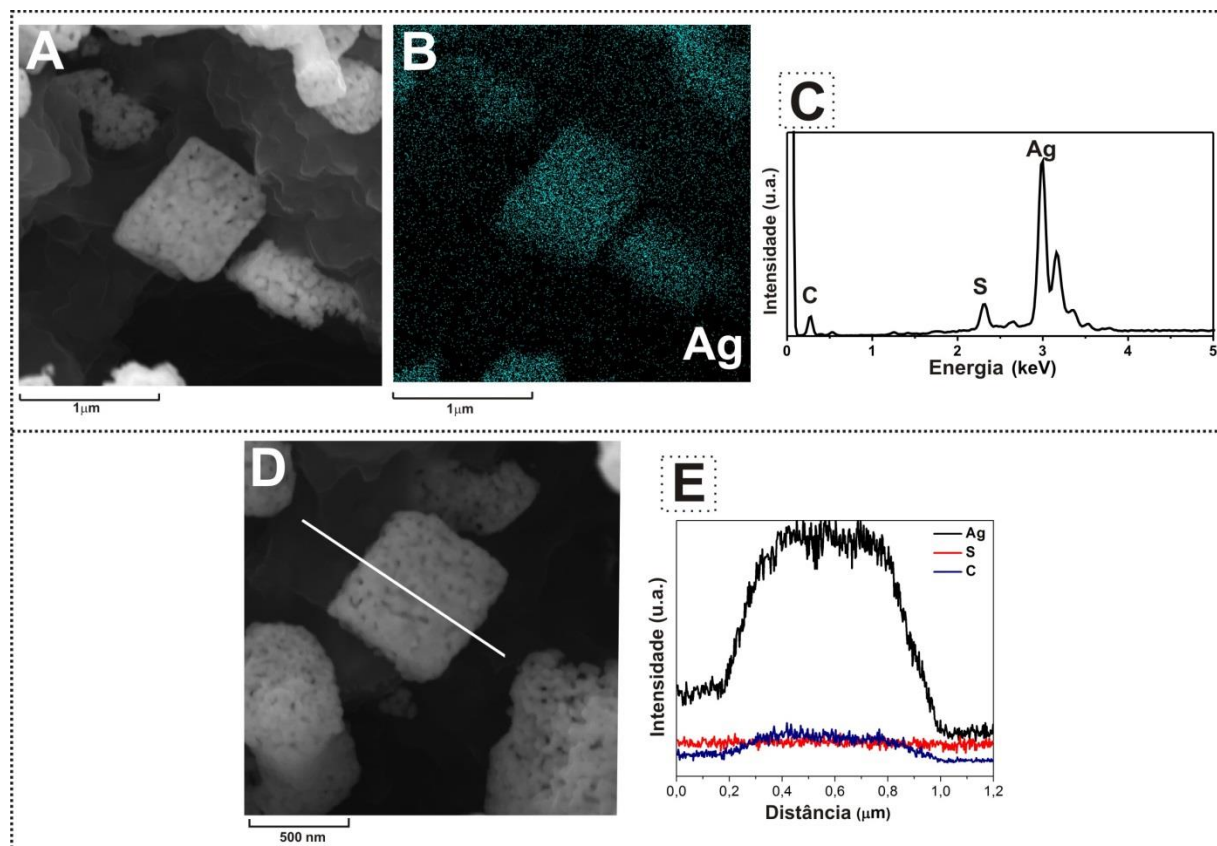 A
1μm
B
Ag
1μm
C
Intensidade (u.a.)
C
S
Ag
0 1 2 3 4 5
Energia (keV)
D
500 nm
E
Intensidade (u.a.)
Ag
S
C
0,0 0,2 0,4 0,6 0,8 1,0 1,2
Distância (μm)